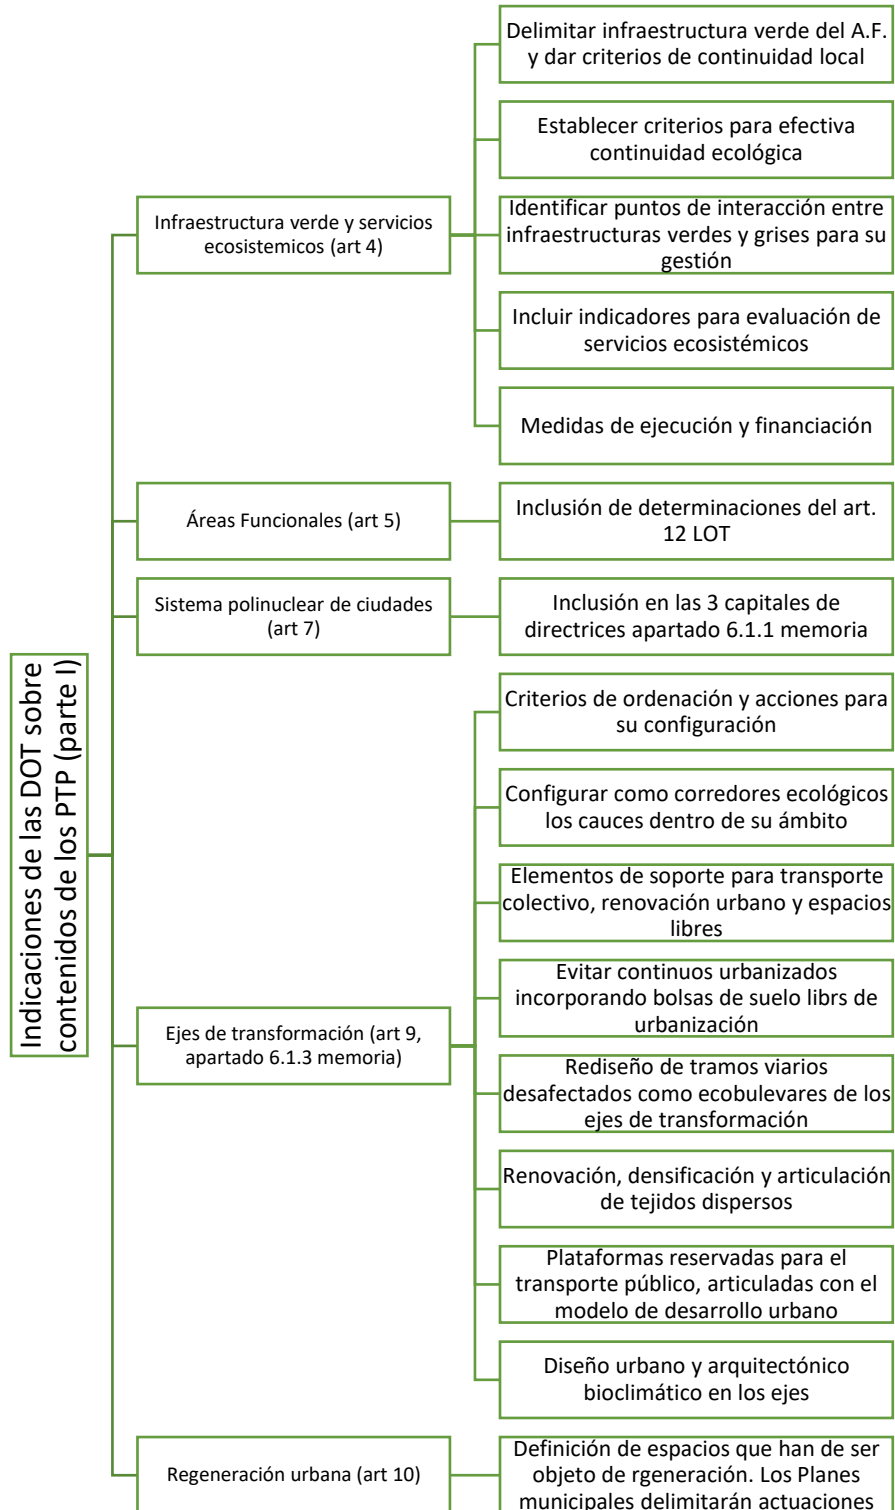 Indicaciones de las DOT sobre
contenidos de los PTP (parte I)
Infraestructura verde y servicios
ecosistemicos (art 4)
Delimitar infraestructura verde del A.F.
y dar criterios de continuidad local
Establecer criterios para efectiva
continuidad ecológica
Identificar puntos de interacción entre
infraestructuras verdes y grises para su
gestión
Incluir indicadores para evaluación de
servicios ecosistémicos
Medidas de ejecución y financiación
Áreas Funcionales (art 5)
Inclusión de determinaciones del art.
12 LOT
Sistema polinuclear de ciudades
(art 7)
Inclusión en las 3 capitales de
directrices apartado 6.1.1 memoria
Ejes de transformación (art 9,
apartado 6.1.3 memoria)
Criterios de ordenación y acciones para
su configuración
Configurar como corredores ecológicos
los cauces dentro de su ámbito
Elementos de soporte para transporte
colectivo, renovación urbano y espacios
libres
Evitar continuos urbanizados
incorporando bolsas de suelo librs de
urbanización
Rediseño de tramos viarios
desafectados como ecobulevares de los
ejes de transformación
Renovación, densificación y articulación
de tejidos dispersos
Plataformas reservadas para el
transporte público, articuladas con el
modelo de desarrollo urbano
Diseño urbano y arquitectónico
bioclimático en los ejes
Regeneración urbana (art 10)
Definición de espacios que han de ser
objeto de rgeneración. Los Planes
municipales delimitarán actuaciones